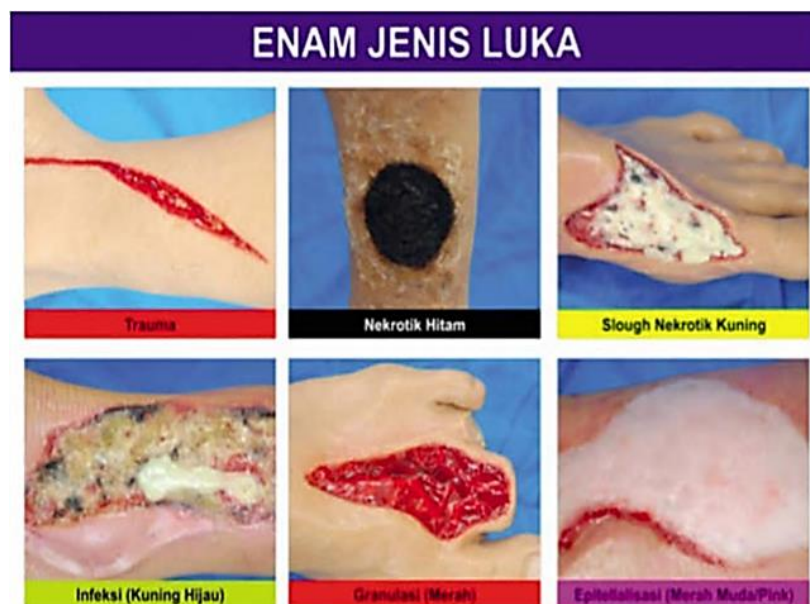 ENAM JENIS LUKA
Trauma
Nekrotik Hitam
Slough Nekrotik Kuning
Infeksi (Kuning Hijau)
Granulasi (Merah)
Epitelialisasi (Merah Muda/Pink)